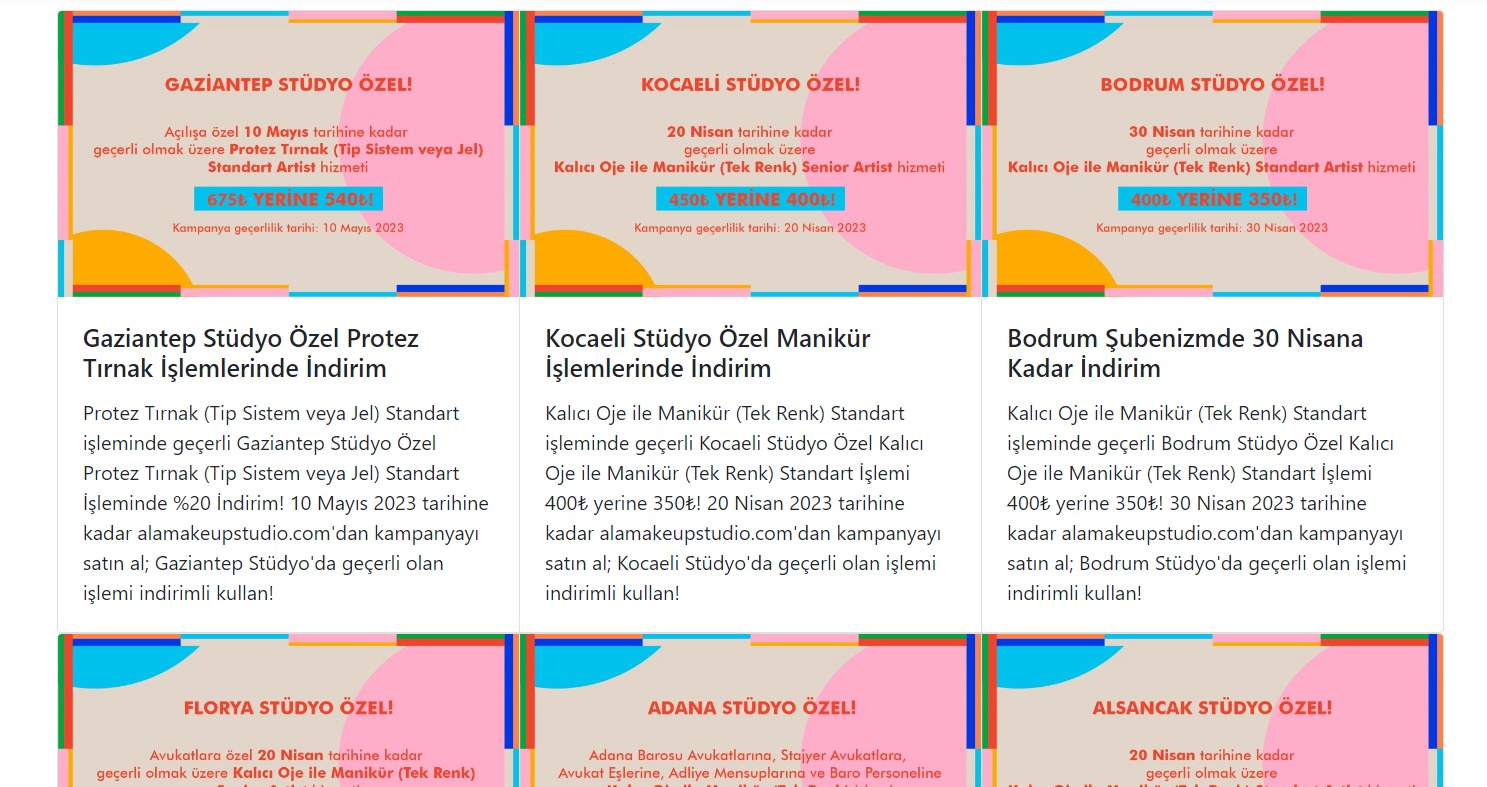 GAZİANTEP STÜDYO ÖZEL!
Açılışa özel 10 Mayıs tarihine kadar
geçerli olmak üzere Protez Tırnak (Tip Sistem veya Jel)
Standart Artist hizmeti
675₺ YERİNE 540₺!
Kampanya geçerlilik tarihi: 10 Mayıs 2023
KOCAELİ STÜDYO ÖZEL!
20 Nisan tarihine kadar
geçerli olmak üzere
Kalıcı Oje ile Manikür (Tek Renk) Senior Artist hizmeti
450₺ YERİNE 400₺!
Kampanya geçerlilik tarihi: 20 Nisan 2023
BODRUM STÜDYO ÖZEL!
30 Nisan tarihine kadar
geçerli olmak üzere
Kalıcı Oje ile Manikür (Tek Renk) Standart Artist hizmeti
400₺ YERİNE 350₺!
Kampanya geçerlilik tarihi: 30 Nisan 2023
Gaziantep Stüdyo Özel Protez
Tırnak İşlemlerinde İndirim
Protez Tırnak (Tip Sistem veya Jel) Standart
işleminde geçerli Gaziantep Stüdyo Özel
Protez Tırnak (Tip Sistem veya Jel) Standart
İşleminde %20 İndirim! 10 Mayıs 2023 tarihine
kadar alamakeupstudio.com'dan kampanyayı
satın al; Gaziantep Stüdyo'da geçerli olan
işlemi indirimli kullan!
Kocaeli Stüdyo Özel Manikür
İşlemlerinde İndirim
Kalıcı Oje ile Manikür (Tek Renk) Standart
işleminde geçerli Kocaeli Stüdyo Özel Kalıcı
Oje ile Manikür (Tek Renk) Standart İşlemi
400₺ yerine 350₺! 20 Nisan 2023 tarihine
kadar alamakeupstudio.com'dan kampanyayı
satın al; Kocaeli Stüdyo'da geçerli olan işlemi
indirimli kullan!
Bodrum Şubenizmde 30 Nisana
Kadar İndirim
Kalıcı Oje ile Manikür (Tek Renk) Standart
işleminde geçerli Bodrum Stüdyo Özel Kalıcı
Oje ile Manikür (Tek Renk) Standart İşlemi
400₺ yerine 350₺! 30 Nisan 2023 tarihine
kadar alamakeupstudio.com'dan kampanyayı
satın al; Bodrum Stüdyo'da geçerli olan işlemi
indirimli kullan!
FLORYA STÜDYO ÖZEL!
Avukatlara özel 20 Nisan tarihine kadar
geçerli olmak üzere Kalıcı Oje ile Manikür (Tek Renk)
ADANA STÜDYO ÖZEL!
Adana Barosu Avukatlarına, Stajyer Avukatlara,
Avukat Eşlerine, Adliye Mensuplarına ve Baro Personeline
ALSANCAK STÜDYO ÖZEL!
20 Nisan tarihine kadar
geçerli olmak üzere